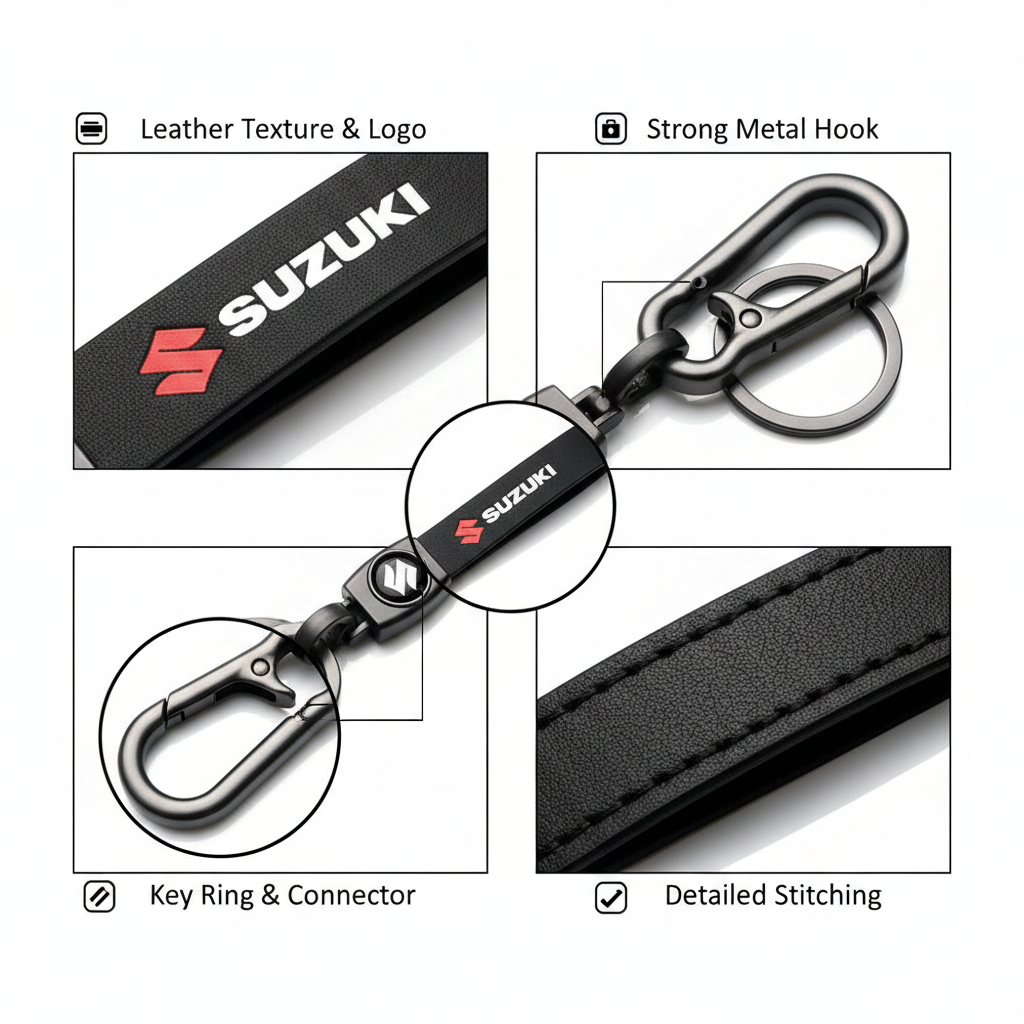 Leather Texture & Logo
Strong Metal Hook
SUZUKI
SUZUKI
Key Ring & Connector
Detailed Stitching